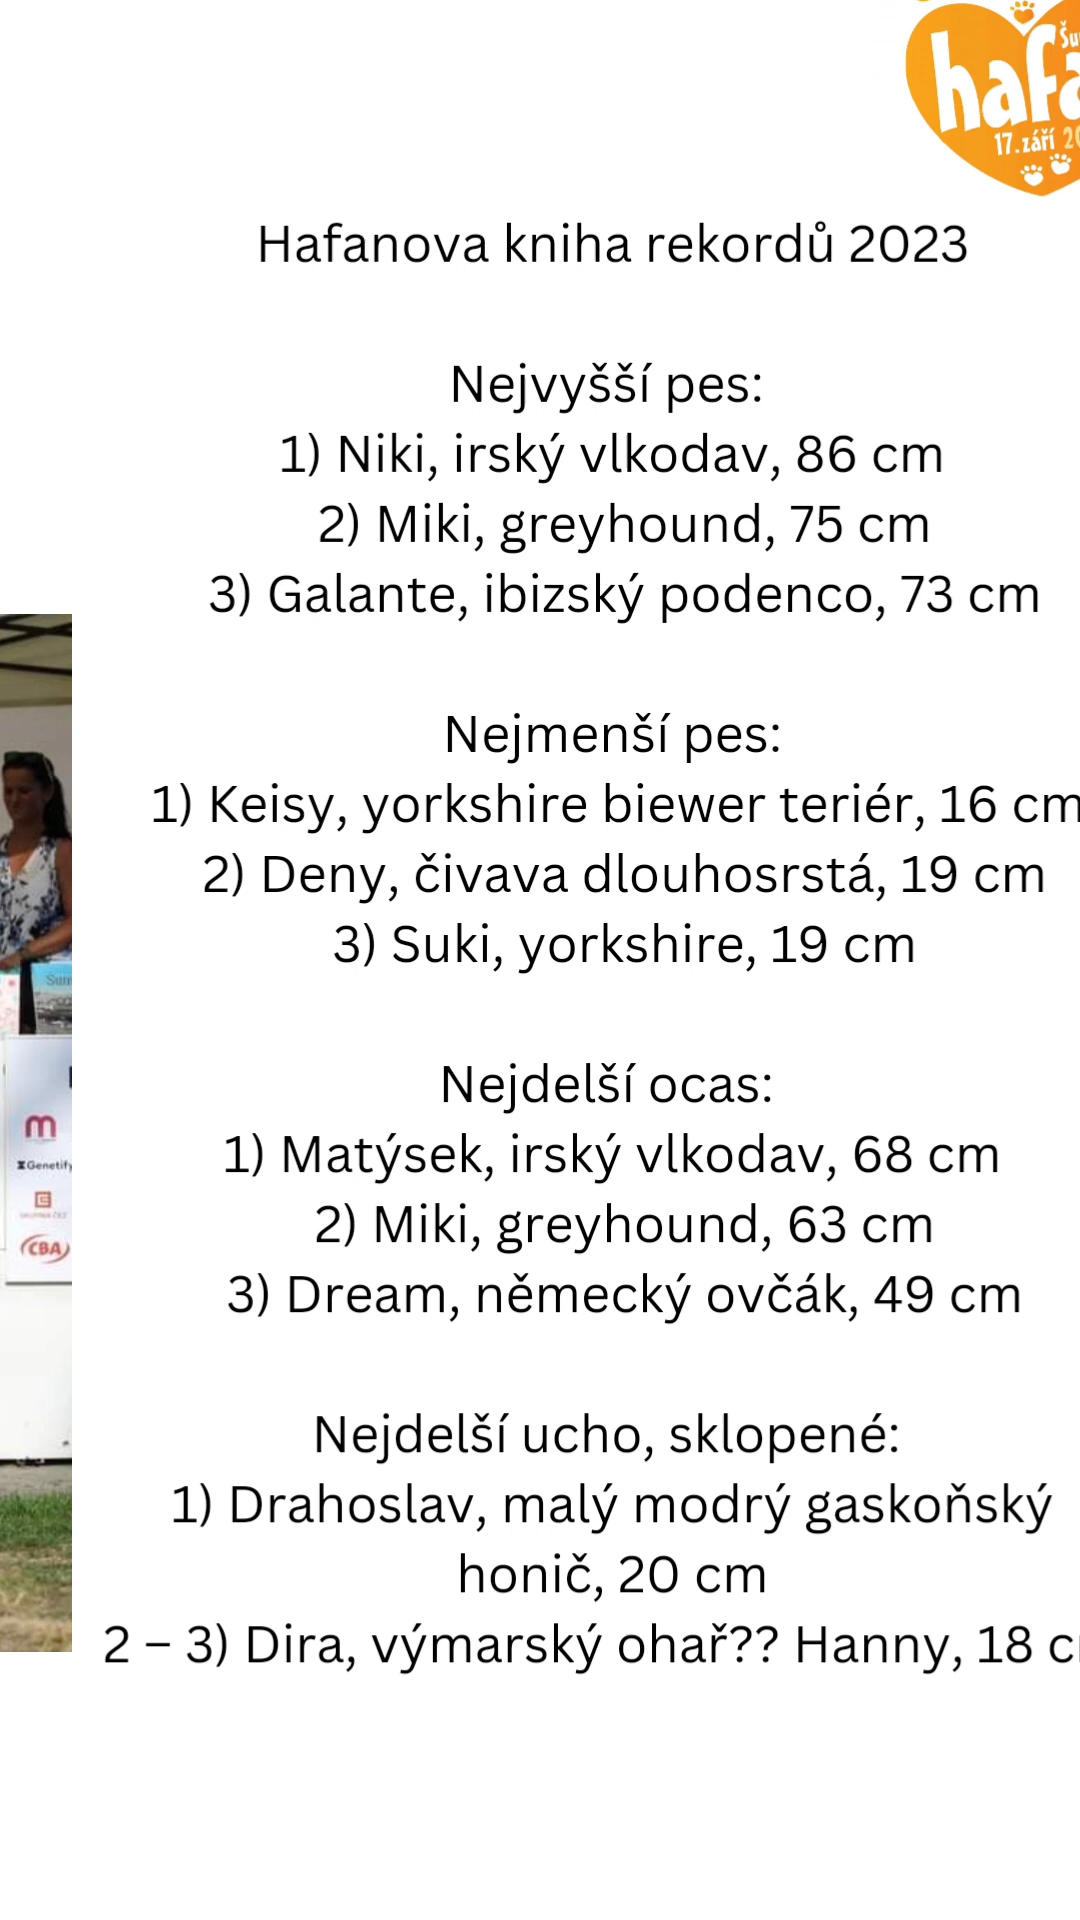 Šu
hafa
17. září 20
Hafanova kniha rekordů 2023
Nejvyšší pes:
1) Niki, irský vlkodav, 86 cm
2) Miki, greyhound, 75 cm
3) Galante, ibizský podenco, 73 cm
Nejmenší pes:
1) Keisy, yorkshire biewer teriér, 16 cm
2) Deny, čivava dlouhosrstá, 19 cm
3) Suki, yorkshire, 19 cm
Nejdelší ocas:
1) Matýsek, irský vlkodav, 68 cm
2) Miki, greyhound, 63 cm
3) Dream, německý ovčák, 49 cm
Nejdelší ucho, sklopené:
1) Drahoslav, malý modrý gaskoňský
honič, 20 cm
2 – 3) Dira, výmarský ohař?? Hanny, 18 c
Šum
m
Genetify
CBA